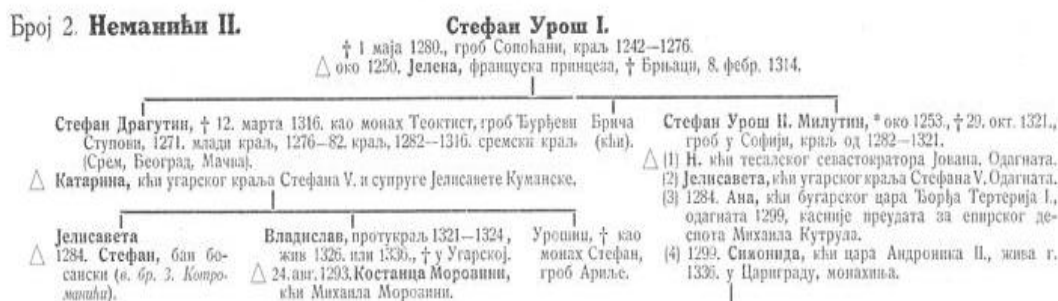 Број 2. Неманићи II.
Стефан Урош I.
† 1 маја 1280., гроб Сопоћани, краљ 1242—1276.
△ око 1250. Јелена, француска принцеза, † Брњаци, 8. фебр. 1314.
Стефан Драгутин, † 12. марта 1316. као монах Теоктист, гроб Ђурђеви
Ступови, 1271. млади краљ, 1276—82. краљ, 1282—1316. сремски краљ
(Срем, Београд, Мачва).
△ Катарина, кћи угарског краља Стефана V. и супруге Јелисавете Куманске.
Брнча
(кћи).
Стефан Урош II. Милутин, * око 1253., † 29. окт. 1321.,
гроб у Софији, краљ од 1282—1321.
△ (1) Н. кћи тесалског севастократора Јована. Одагната.
(2) Јелисавета, кћи угарског краља Стефана V. Одагната.
(3) 1284. Ана, кћи бугарског цара Ђорђа Тертерија I.,
одагната 1299, касније преудата за епирског де-
спота Михаила Кутрула.
(4) 1299. Симонида, кћи цара Андроника II., жива г.
1336. у Цариграду, монахиња.
Јелисавета
△ 1284. Стефан, бан бо-
сански (в. бр. 3. Котро-
манићи).
Владислав, протукраљ 1321—1324,
жив 1326. или 1336., † у Угарској.
△ 24. авг. 1293. Костанца Морозини,
кћи Михаила Морозини.
Урошиц, † као
монах Стефан,
гроб Ариље.